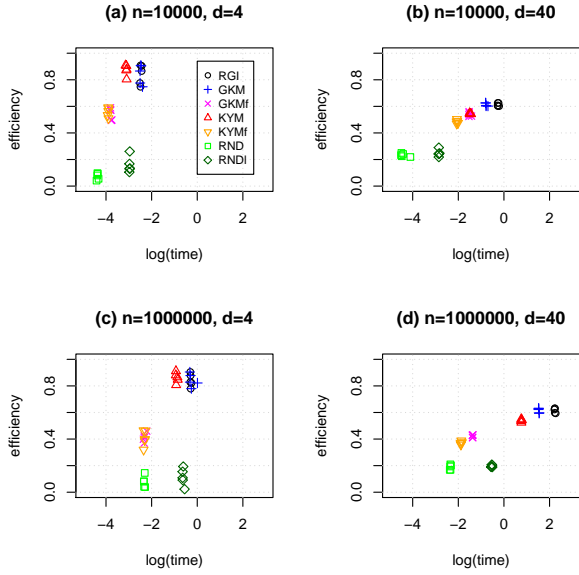 (a) n=10000, d=4
(b) n=10000, d=40
efficiency
0.0 0.4 0.8
RGI
GKM
GKMf
KYM
KYMf
RND
RNDI
−4 −2 0 2
log(time)
efficiency
0.0 0.4 0.8
−4 −2 0 2
log(time)
(c) n=1000000, d=4
(d) n=1000000, d=40
efficiency
0.0 0.4 0.8
−4 −2 0 2
log(time)
efficiency
0.0 0.4 0.8
−4 −2 0 2
log(time)